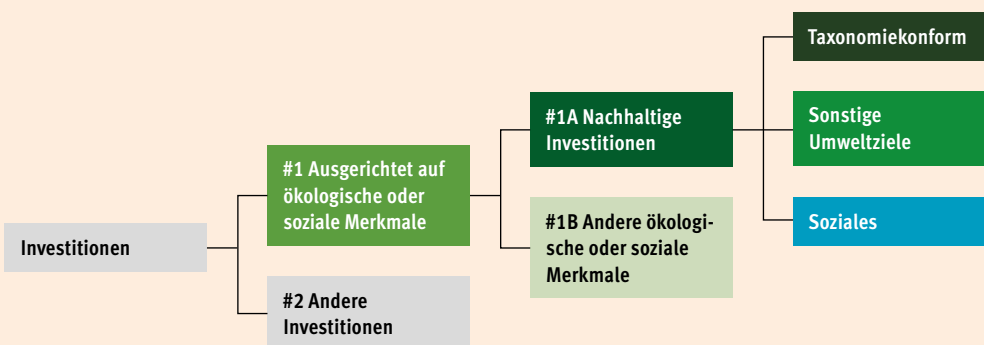 Taxonomiekonform
#1A Nachhaltige
Investitionen
Sonstige
Umweltziele
#1 Ausgerichtet auf
ökologische oder
soziale Merkmale
#1B Andere ökologi-
sche oder soziale
Merkmale
Soziales
Investitionen
#2 Andere
Investitionen